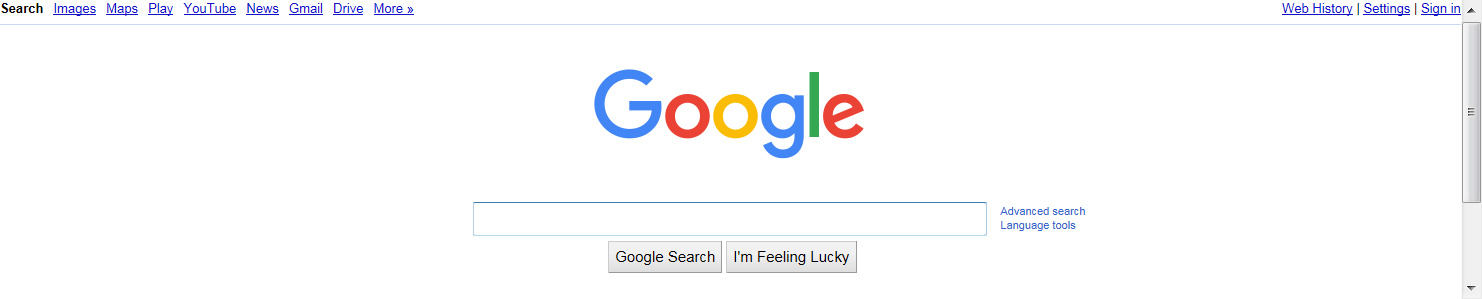 Search Images Maps Play YouTube News Gmail Drive More »
Web History | Settings | Sign in
Google
Advanced search
Language tools
Google Search I'm Feeling Lucky